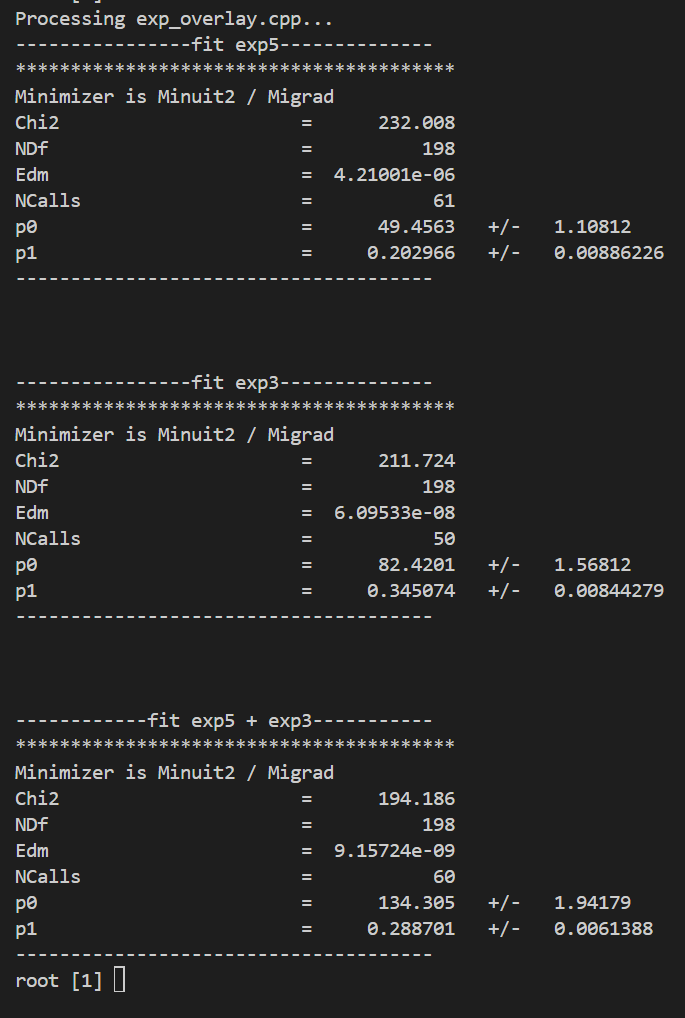 Processing exp_overlay.cpp...
----------------fit exp5--------------
****************************************
Minimizer is Minuit2 / Migrad
Chi2                      =      232.008
NDf                       =          198
Edm                       =  4.21001e-06
NCalls                    =           61
p0                        =      49.4563   +/-   1.10812
p1                        =     0.202966   +/-   0.00886226
--------------------------------------
----------------fit exp3--------------
****************************************
Minimizer is Minuit2 / Migrad
Chi2                      =      211.724
NDf                       =          198
Edm                       =  6.09533e-08
NCalls                    =           50
p0                        =      82.4201   +/-   1.56812
p1                        =     0.345074   +/-   0.00844279
--------------------------------------
------------fit exp5 + exp3-----------
****************************************
Minimizer is Minuit2 / Migrad
Chi2                      =      194.186
NDf                       =          198
Edm                       =  9.15724e-09
NCalls                    =           60
p0                        =      134.305   +/-   1.94179
p1                        =     0.288701   +/-   0.0061388
--------------------------------------
root [1]